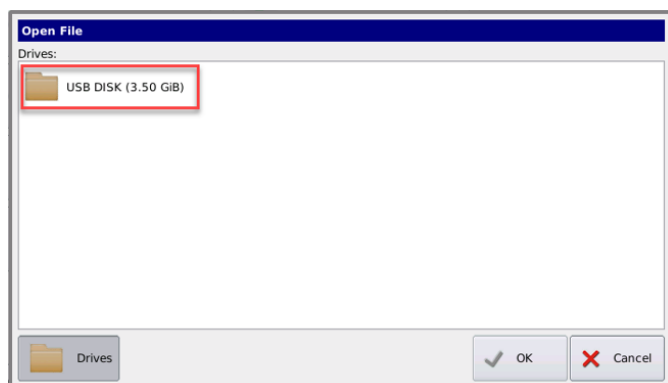 Open File
Drives:
USB DISK (3.50 GiB)
Drives
OK
Cancel